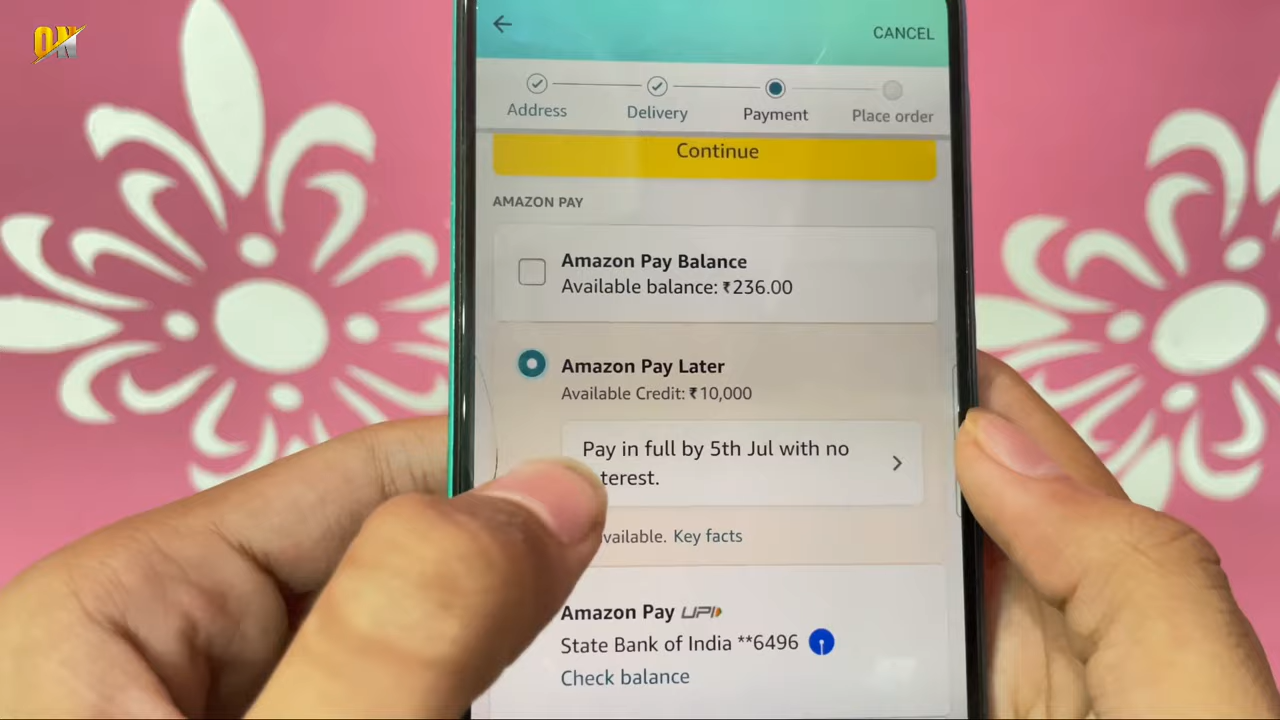 ON
CANCEL
Address Delivery Payment Place order
Continue
AMAZON PAY
Amazon Pay Balance
Available balance: ₹236.00
Amazon Pay Later
Available Credit: ₹10,000
Pay in full by 5th Jul with no
terest.
vailable. Key facts
Amazon Pay UPI
State Bank of India **6496
Check balance